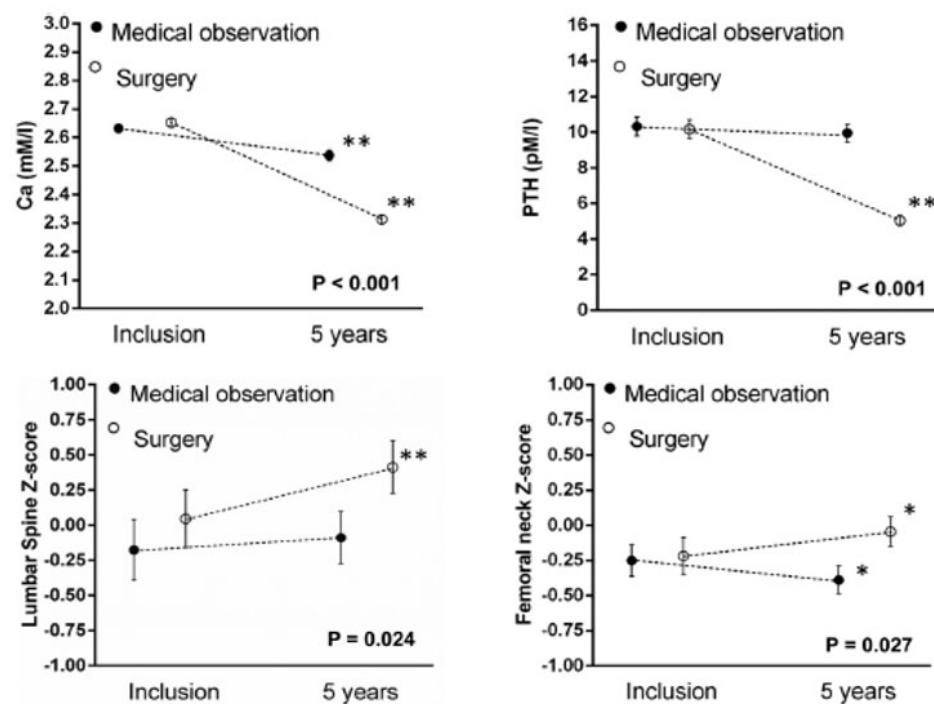 3.0
2.9
2.8
2.7
2.6
2.5
2.4
2.3
2.2
2.1
2.0
Ca (mM/l)
Medical observation
Surgery
**
**
P < 0.001
Inclusion 5 years
16
14
12
10
8
6
4
2
0
PTH (pM/l)
Medical observation
Surgery
**
P < 0.001
Inclusion 5 years
1.00
0.75
0.50
0.25
0.00
-0.25
-0.50
-0.75
-1.00
Lumbar Spine Z-score
Medical observation
Surgery
**
P = 0.024
Inclusion 5 years
1.00
0.75
0.50
0.25
0.00
-0.25
-0.50
-0.75
-1.00
Femoral neck Z-score
Medical observation
Surgery
*
*
P = 0.027
Inclusion 5 years